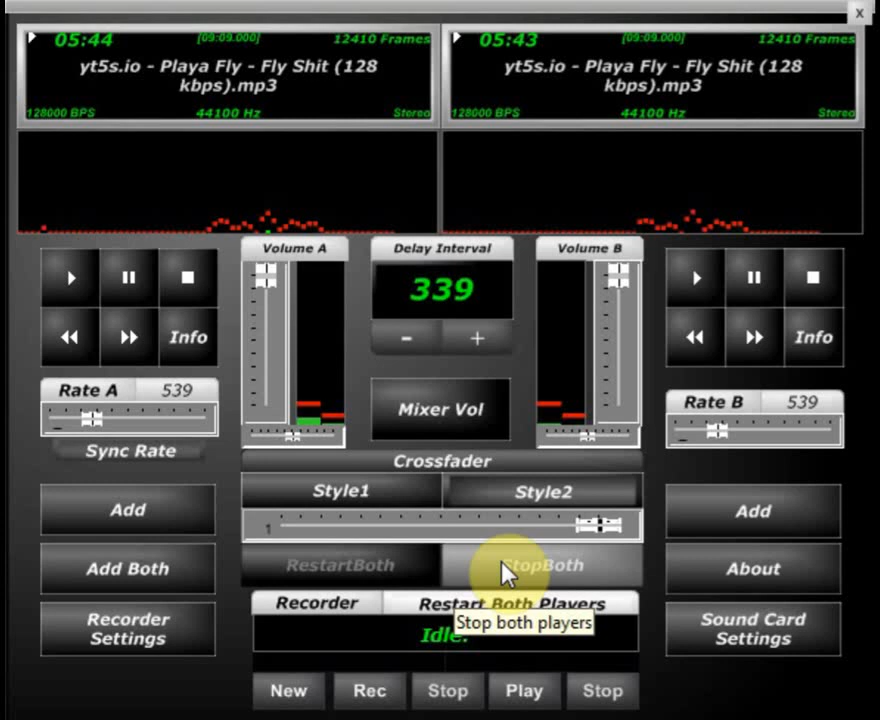 x
05:44 [09:09.000] 12410 Frames
yt5s.io - Playa Fly - Fly Shit (128
kbps).mp3
128000 BPS 44100 Hz Stereo
05:43 [09:09.000] 12410 Frames
yt5s.io - Playa Fly - Fly Shit (128
kbps).mp3
128000 BPS 44100 Hz Stereo
Volume A
Delay Interval
Volume B
339
- +
Info
Info
Mixer Vol
Rate A 539
Rate B 539
Sync Rate
Crossfader
Style1 Style2
1
Add
Add
RestartBoth StopBoth
Add Both
About
Recorder Restart Both Players
Stop both players
Idle.
Recorder
Settings
Sound Card
Settings
New Rec Stop Play Stop